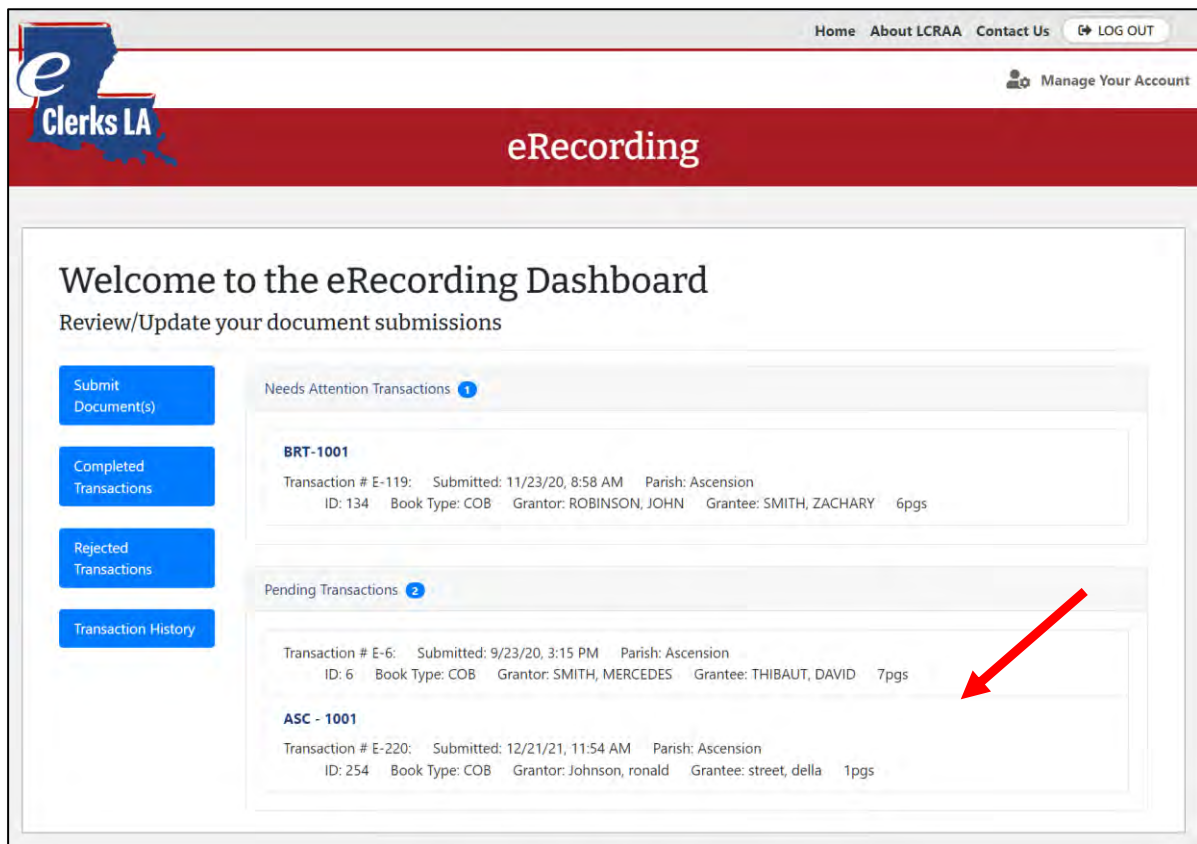 Home About LCRAA Contact Us LOG OUT
e
Clerks LA
Manage Your Account
eRecording
Welcome to the eRecording Dashboard
Review/Update your document submissions
Submit
Document(s)
Completed
Transactions
Rejected
Transactions
Transaction History
Needs Attention Transactions 1
BRT-1001
Transaction # E-119: Submitted: 11/23/20, 8:58 AM Parish: Ascension
ID: 134 Book Type: COB Grantor: ROBINSON, JOHN Grantee: SMITH, ZACHARY 6pgs
Pending Transactions 2
Transaction # E-6: Submitted: 9/23/20, 3:15 PM Parish: Ascension
ID: 6 Book Type: COB Grantor: SMITH, MERCEDES Grantee: THIBAUT, DAVID 7pgs
ASC - 1001
Transaction # E-220: Submitted: 12/21/21, 11:54 AM Parish: Ascension
ID: 254 Book Type: COB Grantor: Johnson, ronald Grantee: street, della 1pgs